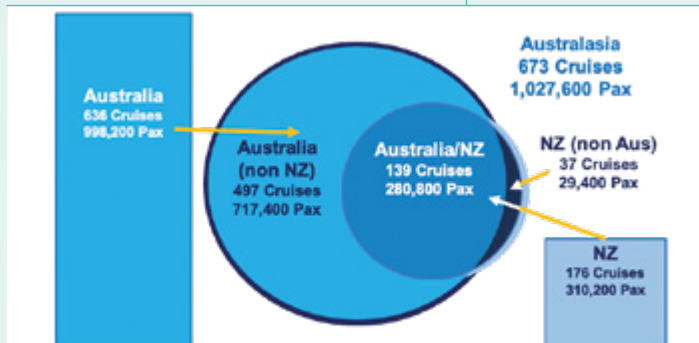 Australia
636 Cruises
998,200 Pax
Australia
(non NZ)
497 Cruises
717,400 Pax
Australia/NZ
139 Cruises
280,800 Pax
Australasia
673 Cruises
1,027,600 Pax
NZ (non Aus)
37 Cruises
29,400 Pax
NZ
176 Cruises
310,200 Pax